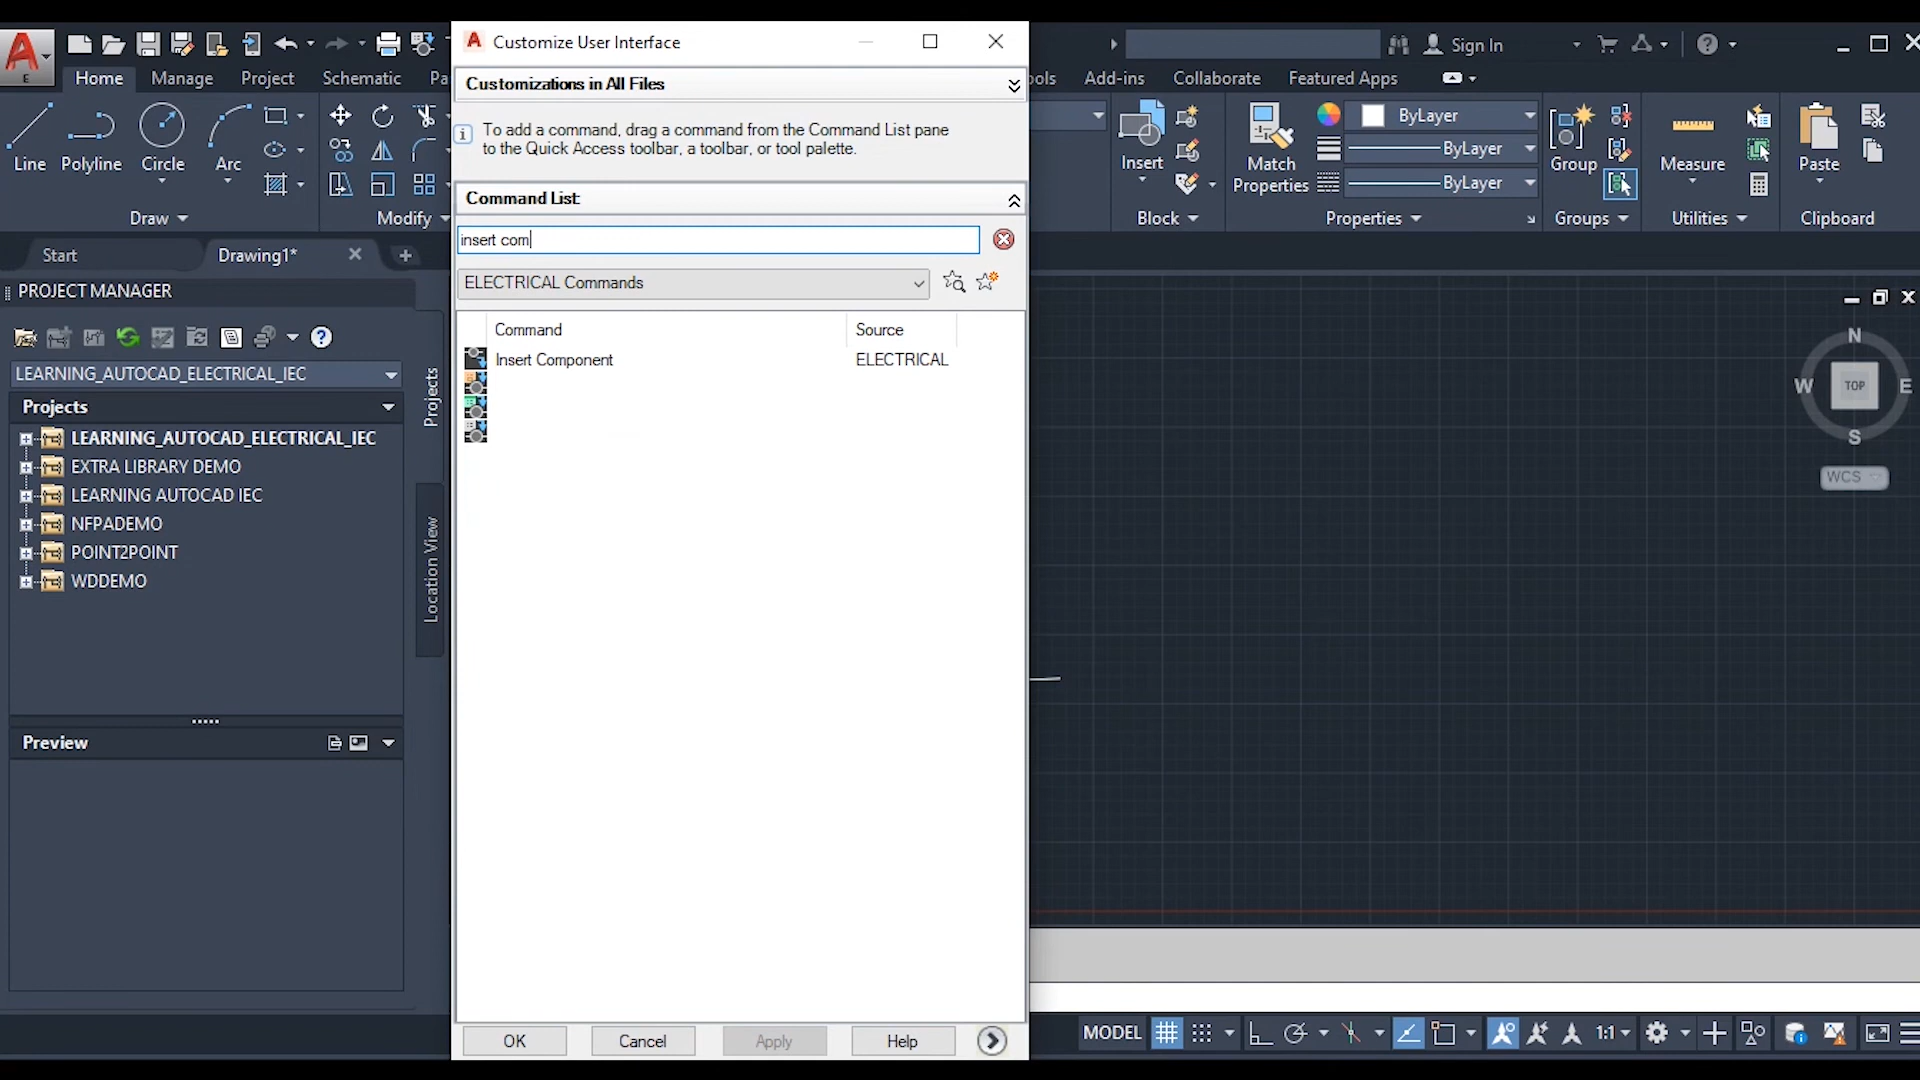 Customize User Interface
Sign In
Home
Manage
Project
Schematic
Pa
ols
Add-ins
Collaborate
Featured Apps
Customizations in All Files
To add a command, drag a command from the Command List pane
to the Quick Access toolbar, a toolbar, or tool palette.
Line
Polyline
Circle
Arc
Insert
Match
Properties
ByLayer
ByLayer
ByLayer
Group
Measure
Paste
Draw
Modify
Block
Properties
Groups
Utilities
Clipboard
Command List:
insert com
ELECTRICAL Commands
Command
Source
Insert Component
ELECTRICAL
Start
Drawing1*
PROJECT MANAGER
LEARNING_AUTOCAD_ELECTRICAL_IEC
Projects
LEARNING_AUTOCAD_ELECTRICAL_IEC
EXTRA LIBRARY DEMO
LEARNING AUTOCAD IEC
NFPADEMO
POINT2POINT
WDDEMO
Projects
Location View
Preview
N
W
TOP
E
S
WCS
OK
Cancel
Apply
Help
MODEL
1:1